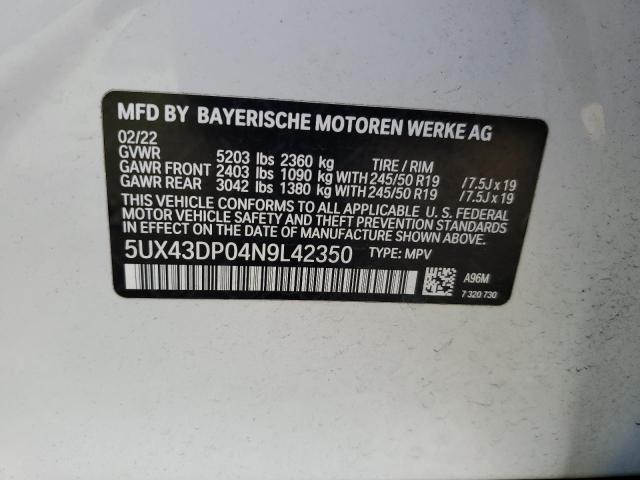 MFD BY BAYERISCHE MOTOREN WERKE AG
02/22
GVWR 5203 lbs 2360 kg TIRE / RIM
GAWR FRONT 2403 lbs 1090 kg WITH 245/50 R19 / 7.5J x 19
GAWR REAR 3042 lbs 1380 kg WITH 245/50 R19 / 7.5J x 19
THIS VEHICLE CONFORMS TO ALL APPLICABLE U. S. FEDERAL
MOTOR VEHICLE SAFETY, BUMPER, AND THEFT PREVENTION STANDARDS
IN EFFECT ON THE DATE OF MANUFACTURE SHOWN ABOVE.
5UX43DP04N9L42350 TYPE: MPV
A96M
7 320 730